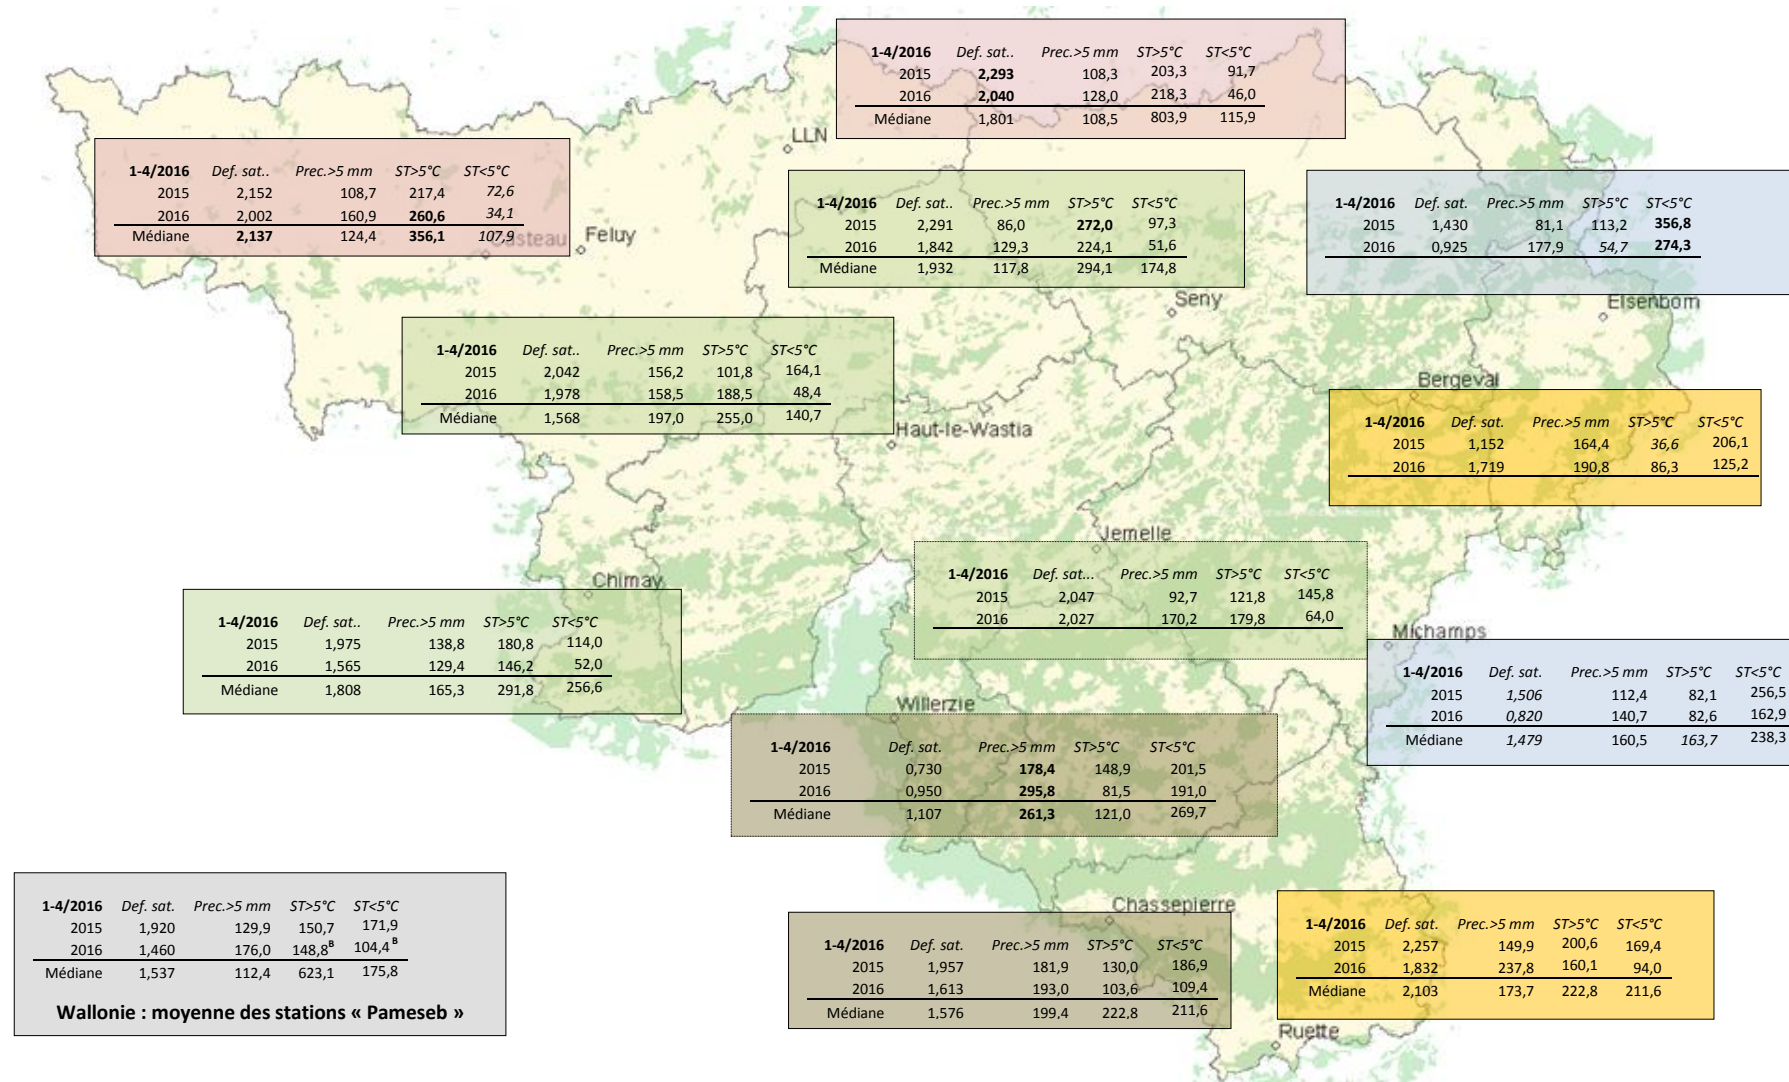 1-4/2016 Def. sat.. Prec.>5 mm ST>5°C ST<5°C
2015 2,293 108,3 203,3 91,7
2016 2,040 128,0 218,3 46,0
Médiane 1,801 108,5 803,9 115,9
LLN
1-4/2016 Def. sat.. Prec.>5 mm ST>5°C ST<5°C
2015 2,152 108,7 217,4 72,6
2016 2,002 160,9 260,6 34,1
Médiane 2,137 124,4 356,1 107,9
Casteau
Feluy
1-4/2016 Def. sat.. Prec.>5 mm ST>5°C ST<5°C
2015 2,291 86,0 272,0 97,3
2016 1,842 129,3 224,1 51,6
Médiane 1,932 117,8 294,1 174,8
Seny
1-4/2016 Def. sat. Prec.>5 mm ST>5°C ST<5°C
2015 1,430 81,1 113,2 356,8
2016 0,925 177,9 54,7 274,3
Elsenborn
1-4/2016 Def. sat.. Prec.>5 mm ST>5°C ST<5°C
2015 2,042 156,2 101,8 164,1
2016 1,978 158,5 188,5 48,4
Médiane 1,568 197,0 255,0 140,7
Haut-le-Wastia
Bergeval
1-4/2016 Def. sat. Prec.>5 mm ST>5°C ST<5°C
2015 1,152 164,4 36,6 206,1
2016 1,719 190,8 86,3 125,2
Jemelle
1-4/2016 Def. sat... Prec.>5 mm ST>5°C ST<5°C
2015 2,047 92,7 121,8 145,8
2016 2,027 170,2 179,8 64,0
Chimay
1-4/2016 Def. sat.. Prec.>5 mm ST>5°C ST<5°C
2015 1,975 138,8 180,8 114,0
2016 1,565 129,4 146,2 52,0
Médiane 1,808 165,3 291,8 256,6
Michamps
1-4/2016 Def. sat. Prec.>5 mm ST>5°C ST<5°C
2015 1,506 112,4 82,1 256,5
2016 0,820 140,7 82,6 162,9
Médiane 1,479 160,5 163,7 238,3
Willerzie
1-4/2016 Def. sat. Prec.>5 mm ST>5°C ST<5°C
2015 0,730 178,4 148,9 201,5
2016 0,950 295,8 81,5 191,0
Médiane 1,107 261,3 121,0 269,7
1-4/2016 Def. sat. Prec.>5 mm ST>5°C ST<5°C
2015 1,920 129,9 150,7 171,9
2016 1,460 176,0 148,8ᴮ 104,4ᴮ
Médiane 1,537 112,4 623,1 175,8
Wallonie : moyenne des stations « Pameseb »
Chassepierre
1-4/2016 Def. sat. Prec.>5 mm ST>5°C ST<5°C
2015 1,957 181,9 130,0 186,9
2016 1,613 193,0 103,6 109,4
Médiane 1,576 199,4 222,8 211,6
1-4/2016 Def. sat. Prec.>5 mm ST>5°C ST<5°C
2015 2,257 149,9 200,6 169,4
2016 1,832 237,8 160,1 94,0
Médiane 2,103 173,7 222,8 211,6
Ruette